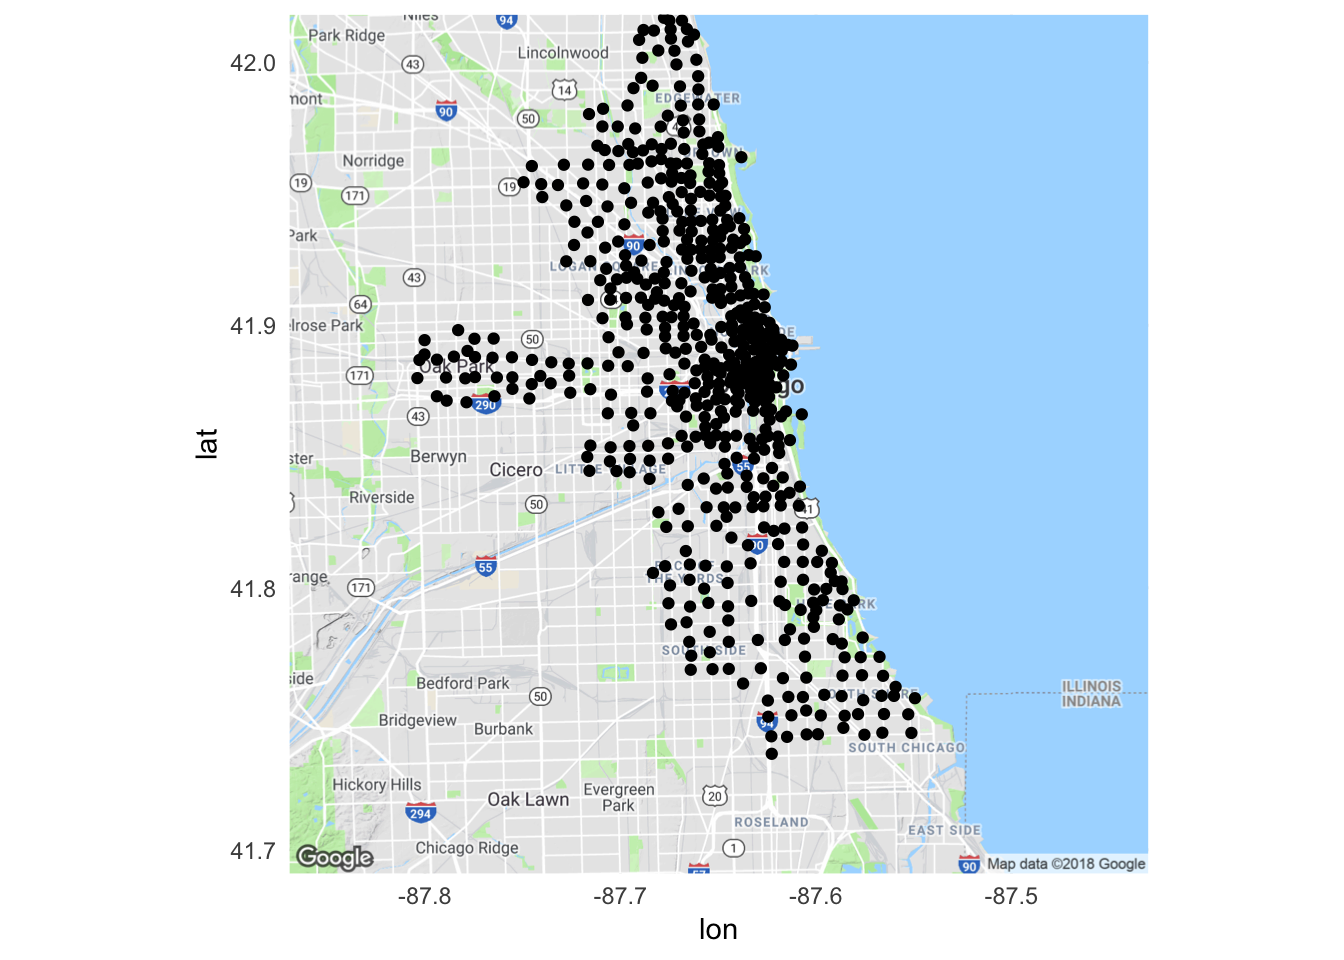 Niles
94
42.0
Park Ridge
Lincolnwood
43
14
mont
EDGEWATER
90
50
Norridge
19
171
19
Park
90
LOGAN
43
64
elrose Park
41.9
50
Oak Park
171
290
go
43
ster
Berwyn
Cicero
LITTLE VILLAGE
55
Riverside
50
41
90
lat
55
THE YARDS
range
171
41.8
SOUTH SIDE
side
Bedford Park
50
ILLINOIS
INDIANA
Bridgeview
Burbank
94
SOUTH CHICAGO
Hickory Hills
Oak Lawn
Evergreen
Park
20
294
ROSELAND
EAST SIDE
Chicago Ridge
1
41.7
Google
57
90
Map data ©2018 Google
-87.8
-87.7
-87.6
-87.5
lon